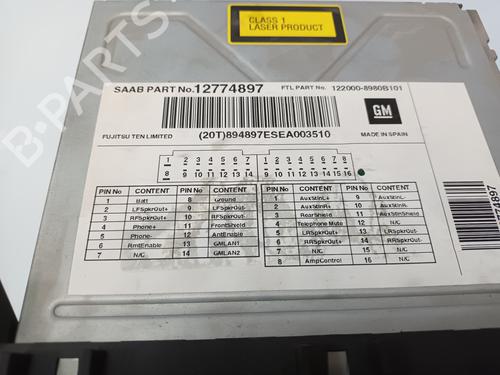 CLASS 1
LASER PRODUCT
SAAB PART No. 12774897
FTL PART No. 122000-8980B101
GM
FUJITSU TEN LIMITED
(20T)894897ESEA003510
MADE IN SPAIN
1 2 3 4 5 6 7
8 9 10 11 12 13 14
1 2 3 4 5 6 7 8
9 10 11 12 13 14 15 16
PIN No CONTENT PIN No CONTENT
1 Batt 8 Ground
2 LFSpkrOut+ 9 LFSpkrOut-
3 RFSpkrOut+ 10 RFSpkrOut-
4 Phone+ 11 FrontShield
5 Phone- 12 AntEnable
6 RmtEnable 13 GMLAN1
7 N/C 14 GMLAN2
PIN No CONTENT PIN No CONTENT
1 AuxStInL+ 9 AuxStInL-
2 AuxStInR+ 10 AuxStInR-
3 RearShield 11 AuxStInShield
4 Telephone Mute 12 N/C
5 LRSpkrOut+ 13 LRSpkrOut-
6 RRSpkrOut+ 14 RRSpkrOut-
7 N/C 15 N/C
8 AmpControl 16 N/C
B-PARTS